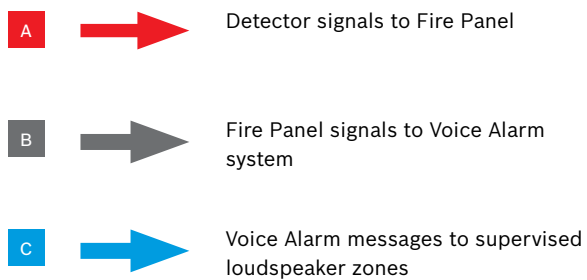 A
Detector signals to Fire Panel
B
Fire Panel signals to Voice Alarm
system
C
Voice Alarm messages to supervised
loudspeaker zones